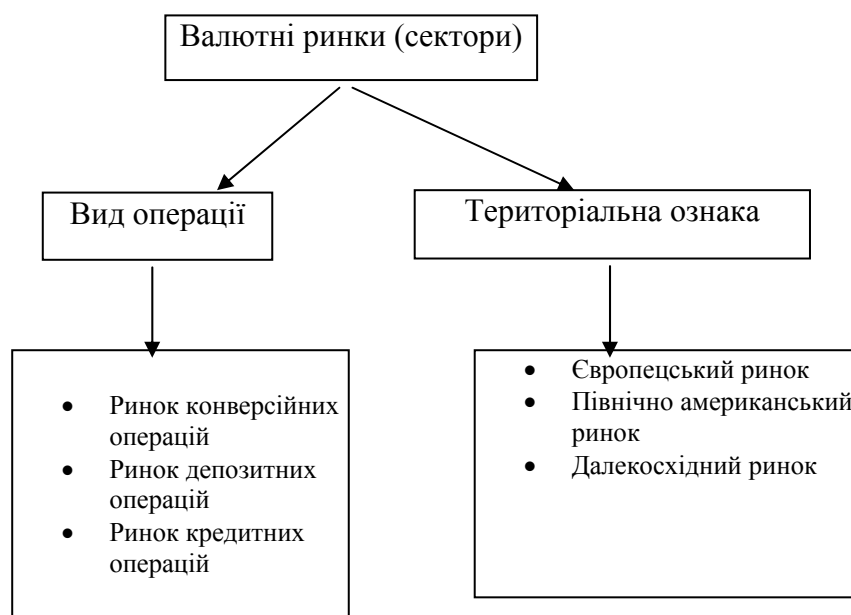 Валютні ринки (сектори)
Вид операції
Територіальна ознака
• Ринок конверсійних
операцій
• Ринок депозитних
операцій
• Ринок кредитних
операцій
• Європецський ринок
• Північно американський
ринок
• Далекосхідний ринок